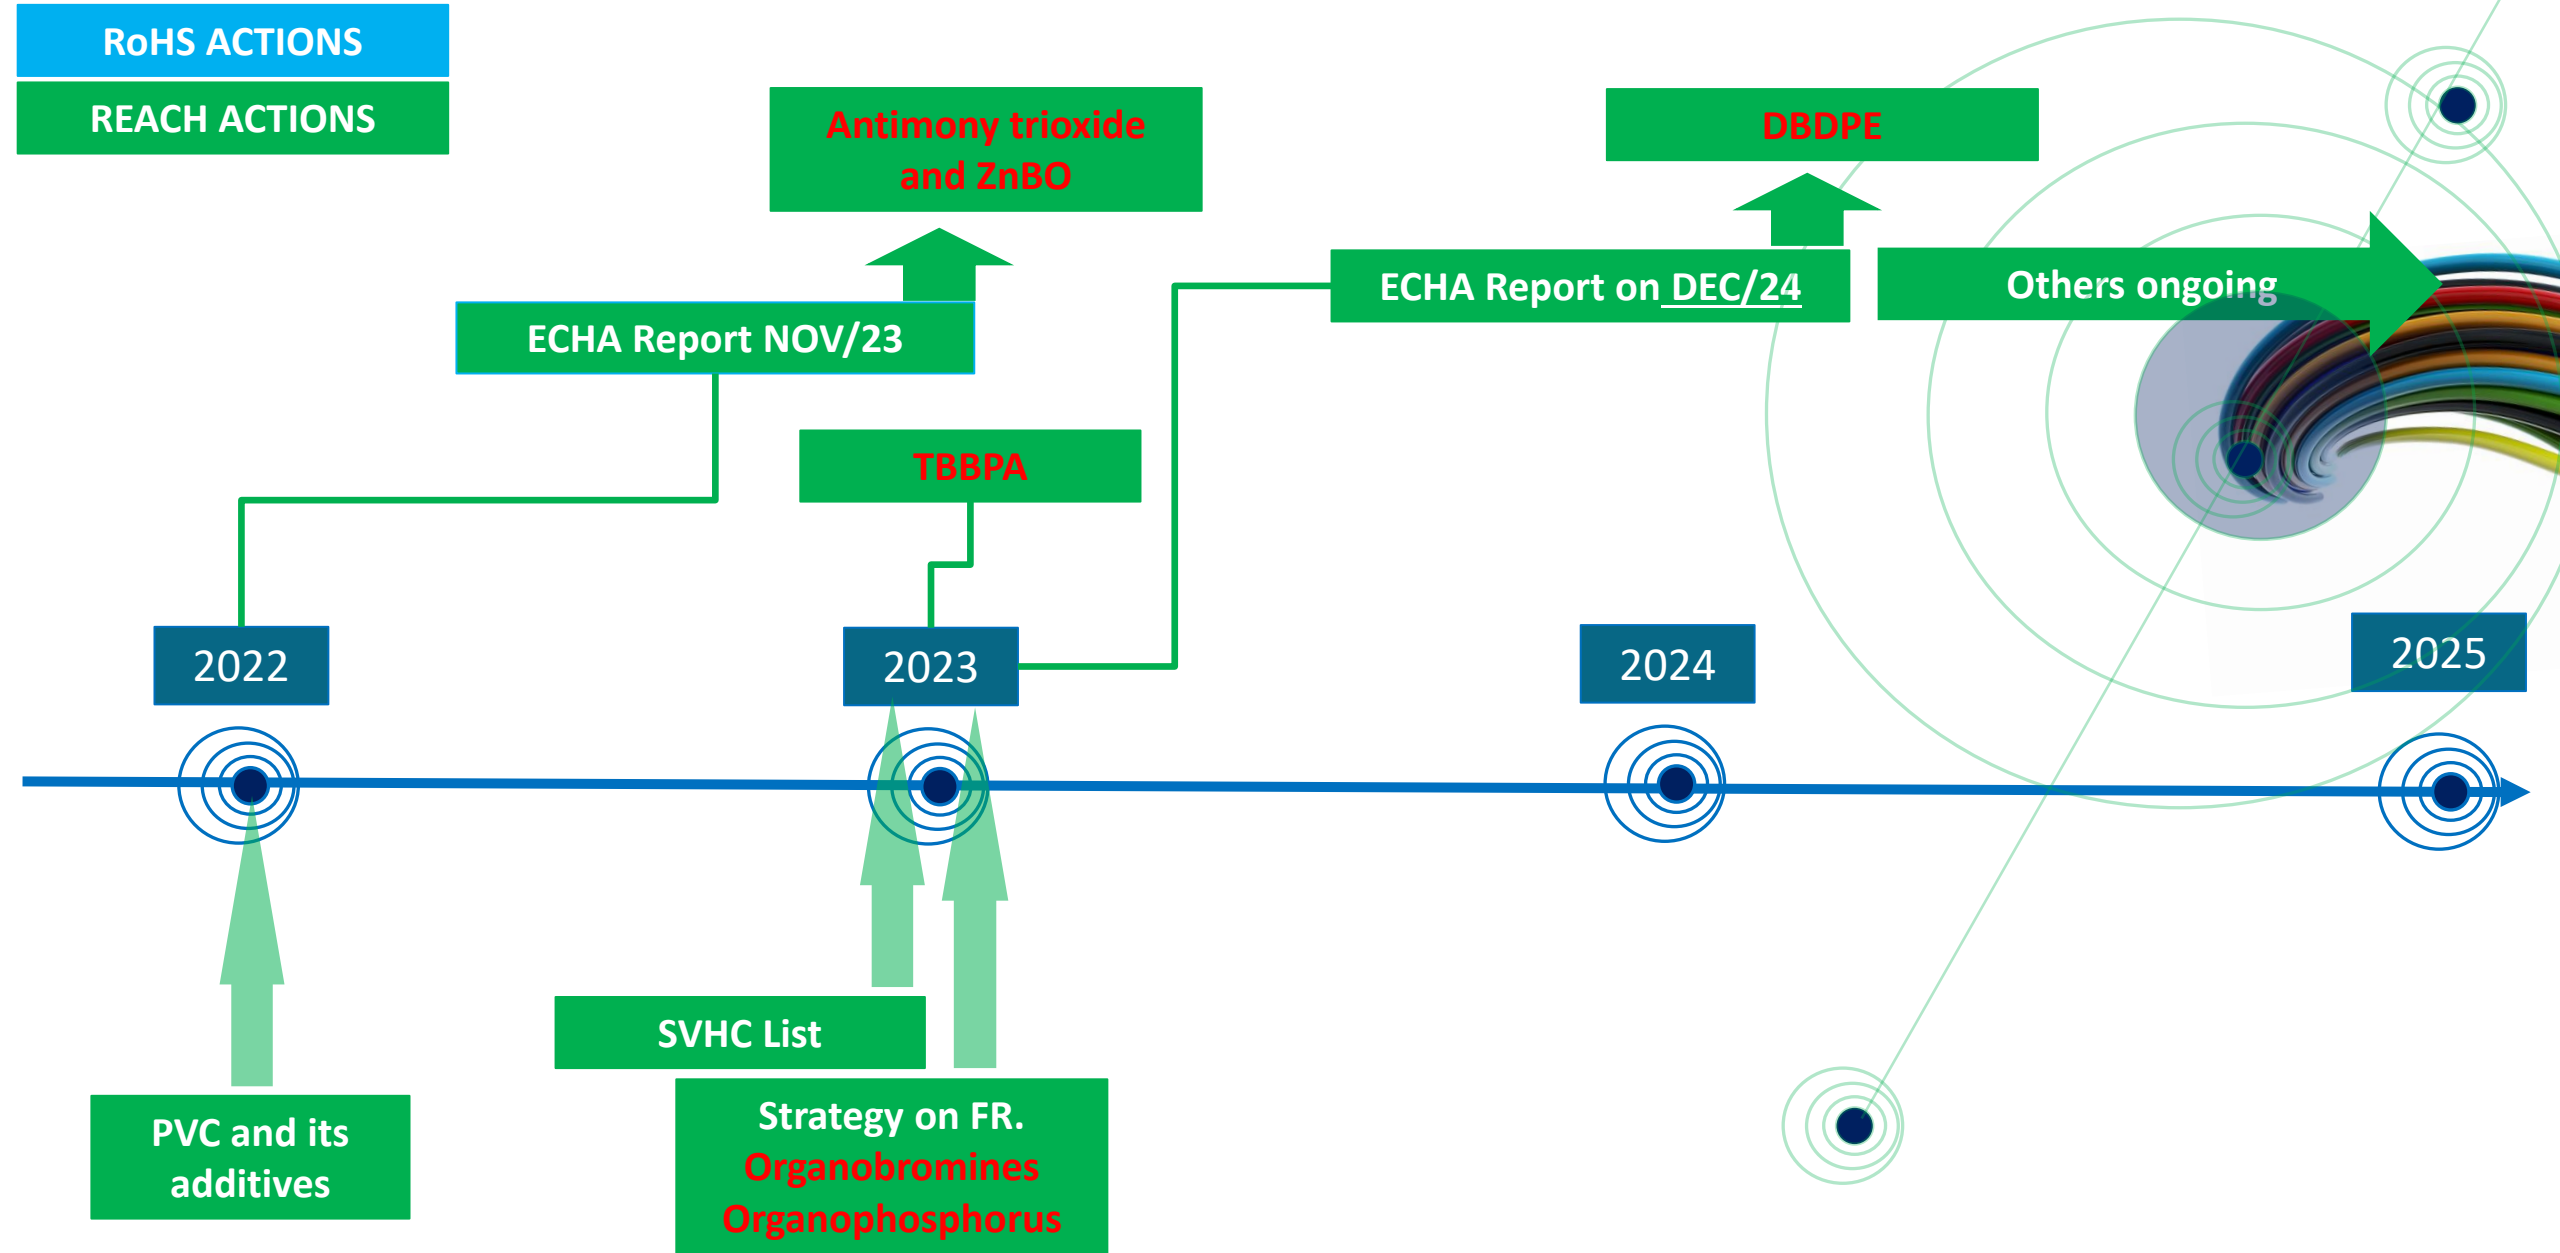 RoHS ACTIONS
REACH ACTIONS
Antimony trioxide
and ZnBO
DBDPE
ECHA Report on DEC/24
Others ongoing
ECHA Report NOV/23
TBBPA
2022
2023
2024
2025
SVHC List
PVC and its
additives
Strategy on FR.
Organobromines
Organophosphorus